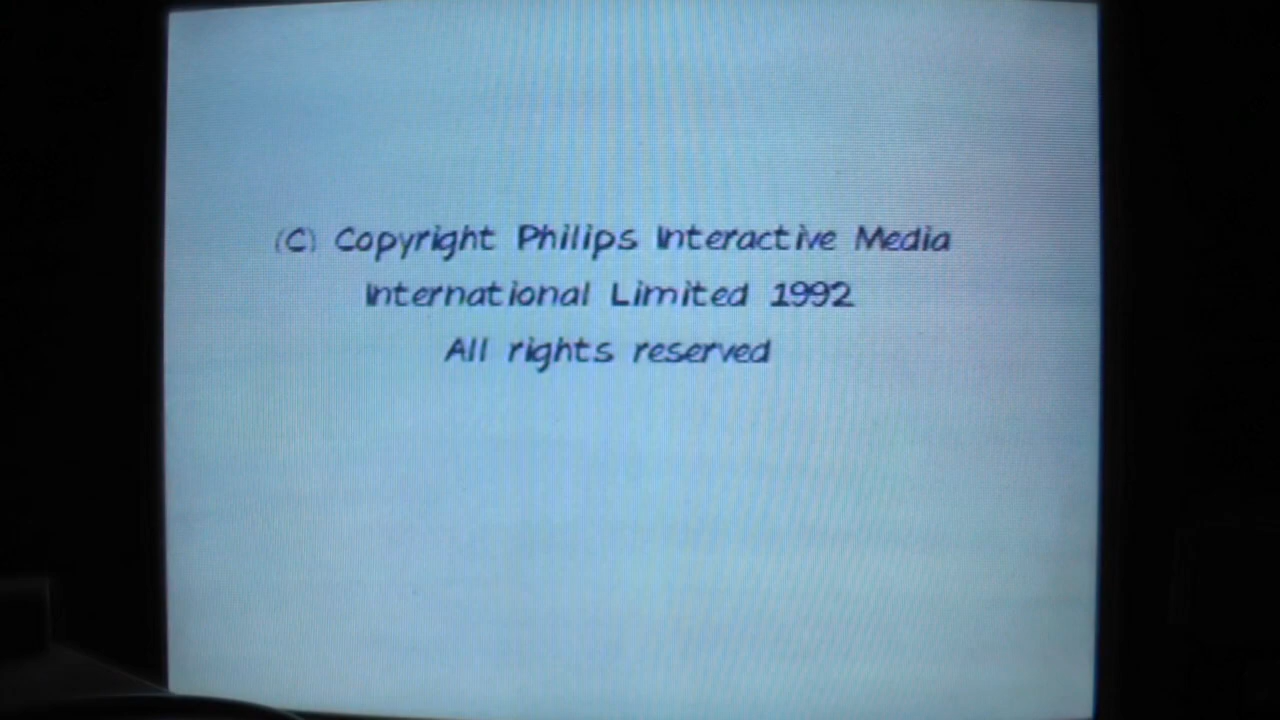 (C) Copyright Philips Interactive Media
International Limited 1992
All rights reserved